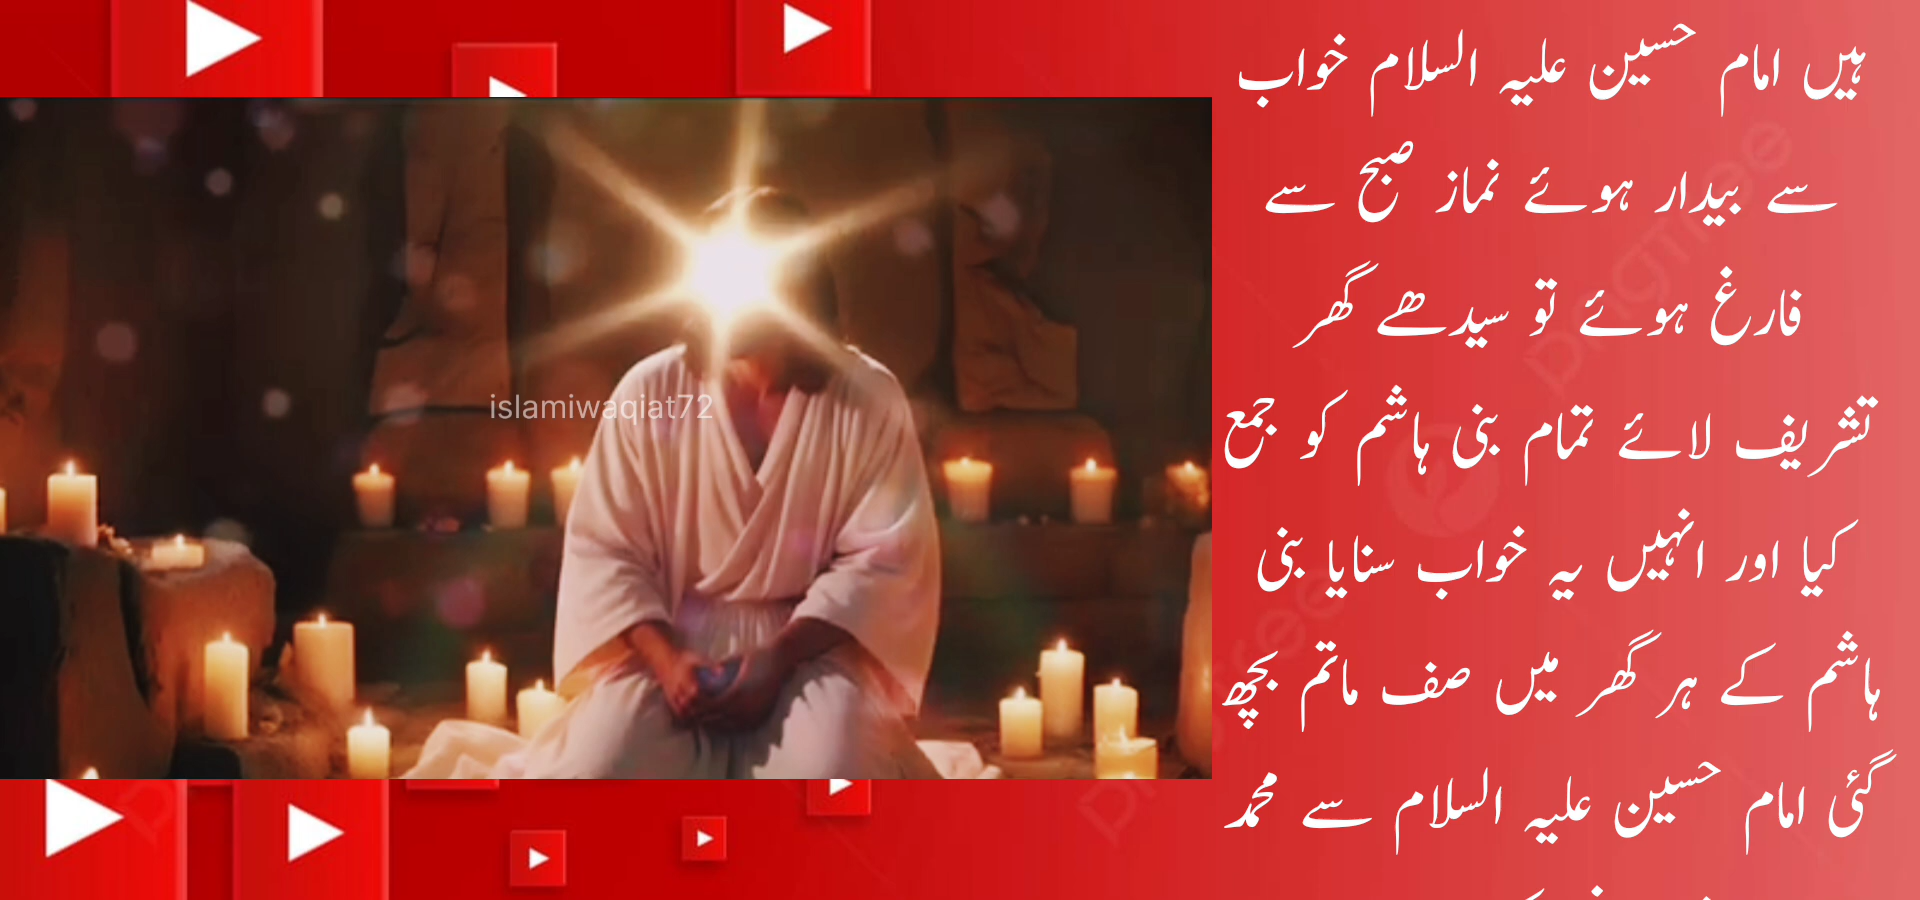 ہیں امام حسین علیہ السلام خواب
سے بیدار ہوئے نماز صبح سے
فارغ ہوئے تو سیدھے گھر
تشریف لائے تمام بنی ہاشم کو جمع
کیا اور انہیں یہ خواب سنایا بنی
ہاشم کے ہر گھر میں صف ماتم بچھ
گئی امام حسین علیہ السلام سے محمد
islamiwaqiat72
pngtree